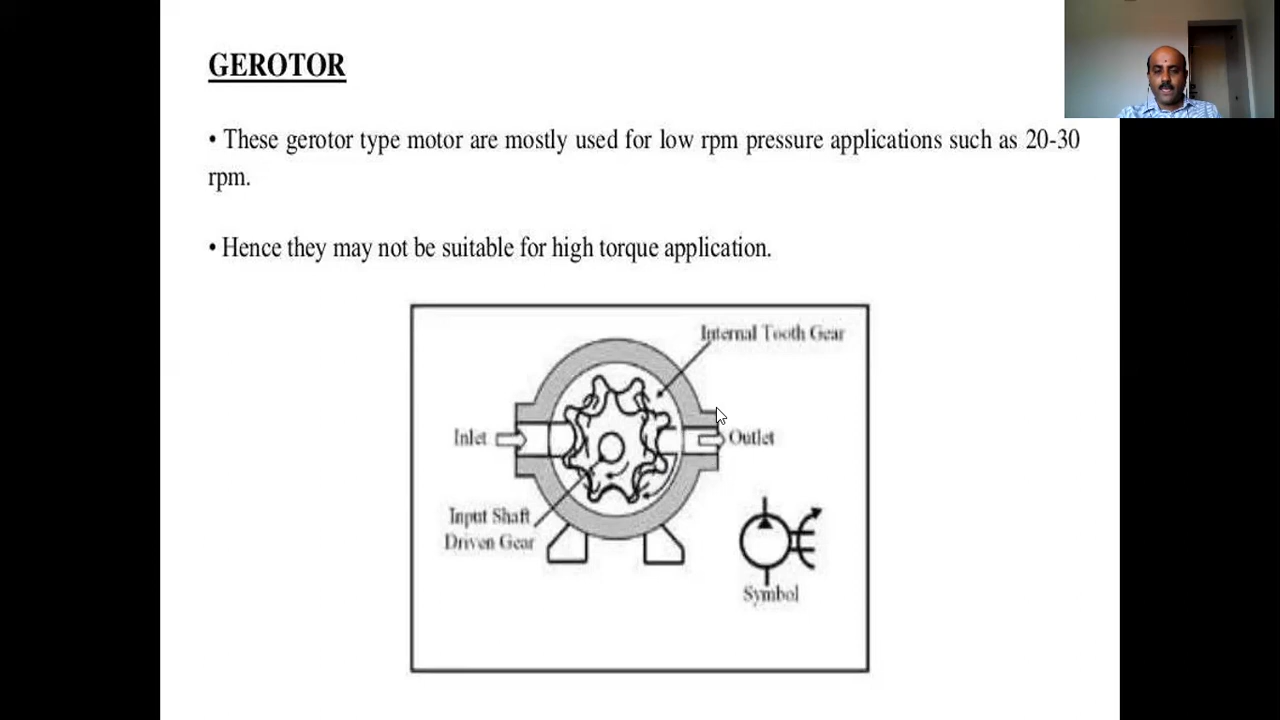 GEROTOR
• These gerotor type motor are mostly used for low rpm pressure applications such as 20-30
rpm.
• Hence they may not be suitable for high torque application.
Internal Tooth Gear
Inlet
Outlet
Input Shaft
Driven Gear
Symbol